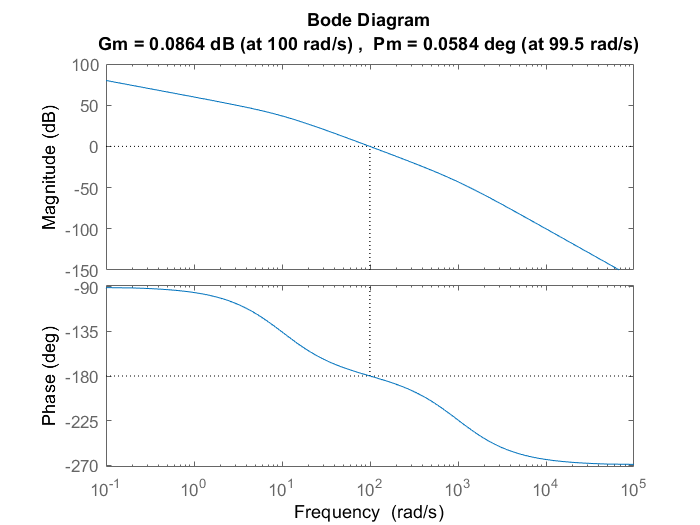 Bode Diagram
Gm = 0.0864 dB (at 100 rad/s) ,  Pm = 0.0584 deg (at 99.5 rad/s)
100
50
0
-50
-100
-150
Magnitude (dB)
-90
-135
-180
-225
-270
Phase (deg)
10^-1 10^0 10^1 10^2 10^3 10^4 10^5
Frequency  (rad/s)